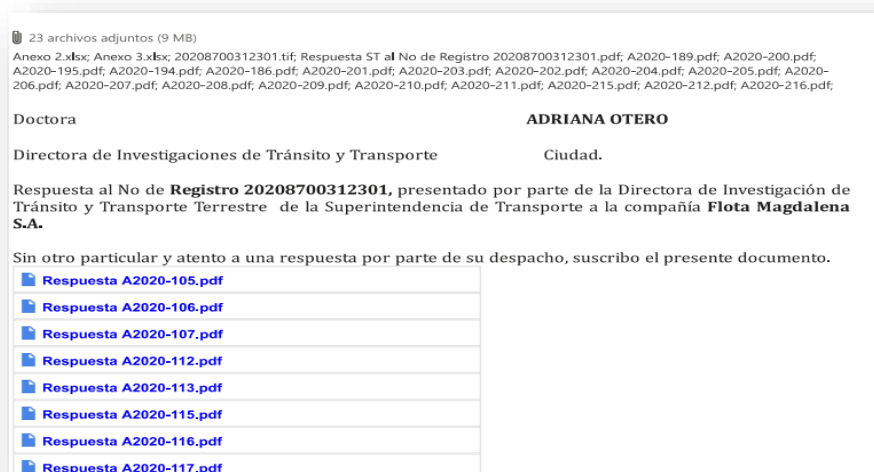 23 archivos adjuntos (9 MB)
Anexo 2.xlsx; Anexo 3.xlsx; 20208700312301.tif; Respuesta ST al No de Registro 20208700312301.pdf; A2020-189.pdf; A2020-200.pdf;
A2020-195.pdf; A2020-194.pdf; A2020-186.pdf; A2020-201.pdf; A2020-203.pdf; A2020-202.pdf; A2020-204.pdf; A2020-205.pdf; A2020-
206.pdf; A2020-207.pdf; A2020-208.pdf; A2020-209.pdf; A2020-210.pdf; A2020-211.pdf; A2020-215.pdf; A2020-212.pdf; A2020-216.pdf;
Doctora ADRIANA OTERO
Directora de Investigaciones de Tránsito y Transporte Ciudad.
Respuesta al No de Registro 20208700312301, presentado por parte de la Directora de Investigación de
Tránsito y Transporte Terrestre de la Superintendencia de Transporte a la compañía Flota Magdalena
S.A.
Sin otro particular y atento a una respuesta por parte de su despacho, suscribo el presente documento.
Respuesta A2020-105.pdf
Respuesta A2020-106.pdf
Respuesta A2020-107.pdf
Respuesta A2020-112.pdf
Respuesta A2020-113.pdf
Respuesta A2020-115.pdf
Respuesta A2020-116.pdf
Respuesta A2020-117.pdf